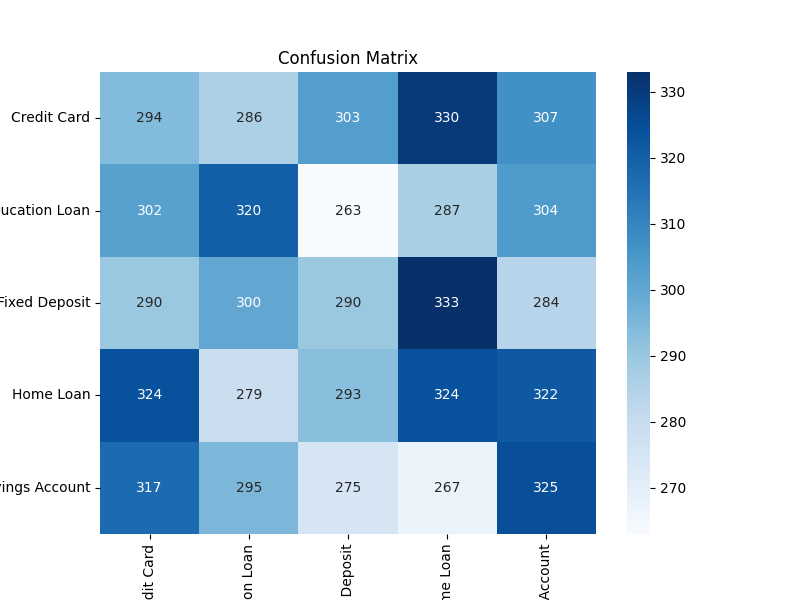 Confusion Matrix
Credit Card 294 286 303 330 307
ucation Loan 302 320 263 287 304
Fixed Deposit 290 300 290 333 284
Home Loan 324 279 293 324 322
ings Account 317 295 275 267 325
dit Card
on Loan
Deposit
me Loan
Account
330
320
310
300
290
280
270